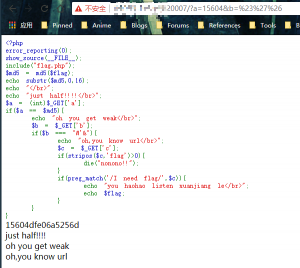 不安全
20007/?a=15604&b=%23%27%26
应用 Pinned Anime Blogs Forum References Tools
<?php
error_reporting(0);
show_source(__FILE__);
include("flag.php");
$md5 = md5($flag);
echo substr($md5,0,16);
echo "</br>";
echo "just half!!!!</br>";
$a = (int)$_GET['a'];
if($a == $md5){
echo "oh you get weak</br>";
$b = $_GET['b'];
if($b === "#'&"){
echo "oh,you know url</br>";
$c = $_GET['c'];
if(stripos($c,'flag')>0){
die("nonono!!");
}
if(preg_match('/I need flag/',$c)){
echo "you haohao listen xuanjiang le</br>";
echo $flag;
}
}
}
15604dfe06a5256d
just half!!!!
oh you get weak
oh,you know url